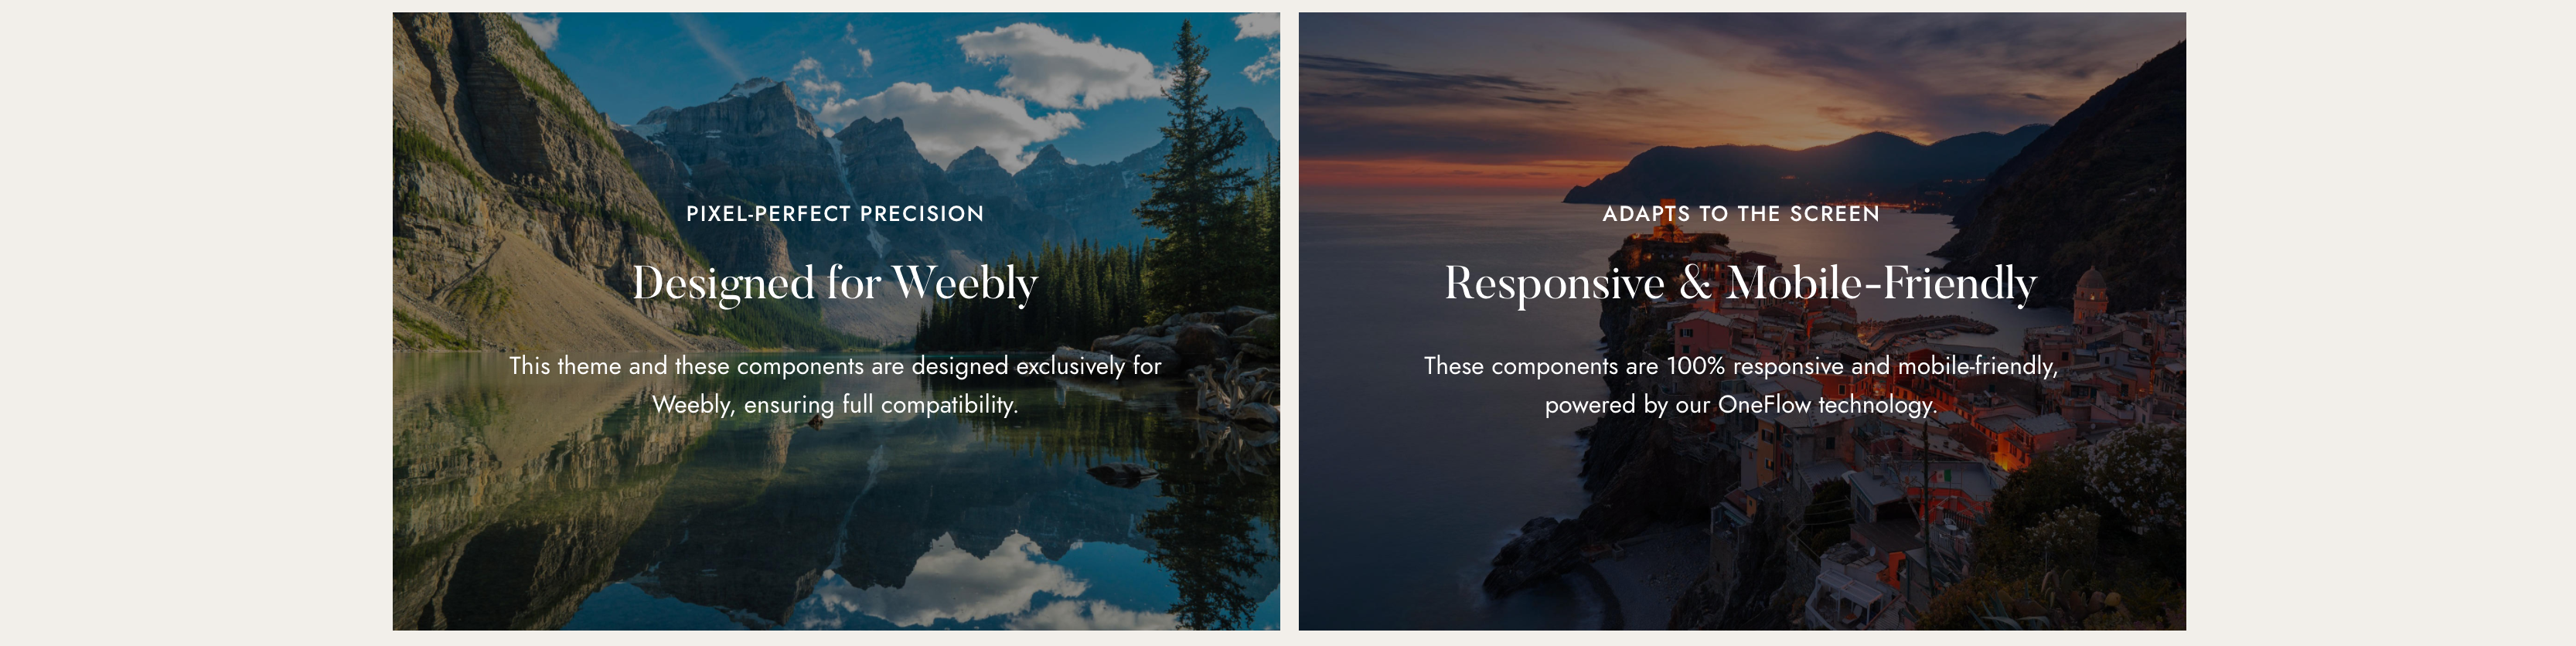 PIXEL-PERFECT PRECISION
Designed for Weebly
This theme and these components are designed exclusively for
Weebly, ensuring full compatibility.
ADAPTS TO THE SCREEN
Responsive & Mobile-Friendly
These components are 100% responsive and mobile-friendly,
powered by our OneFlow technology.